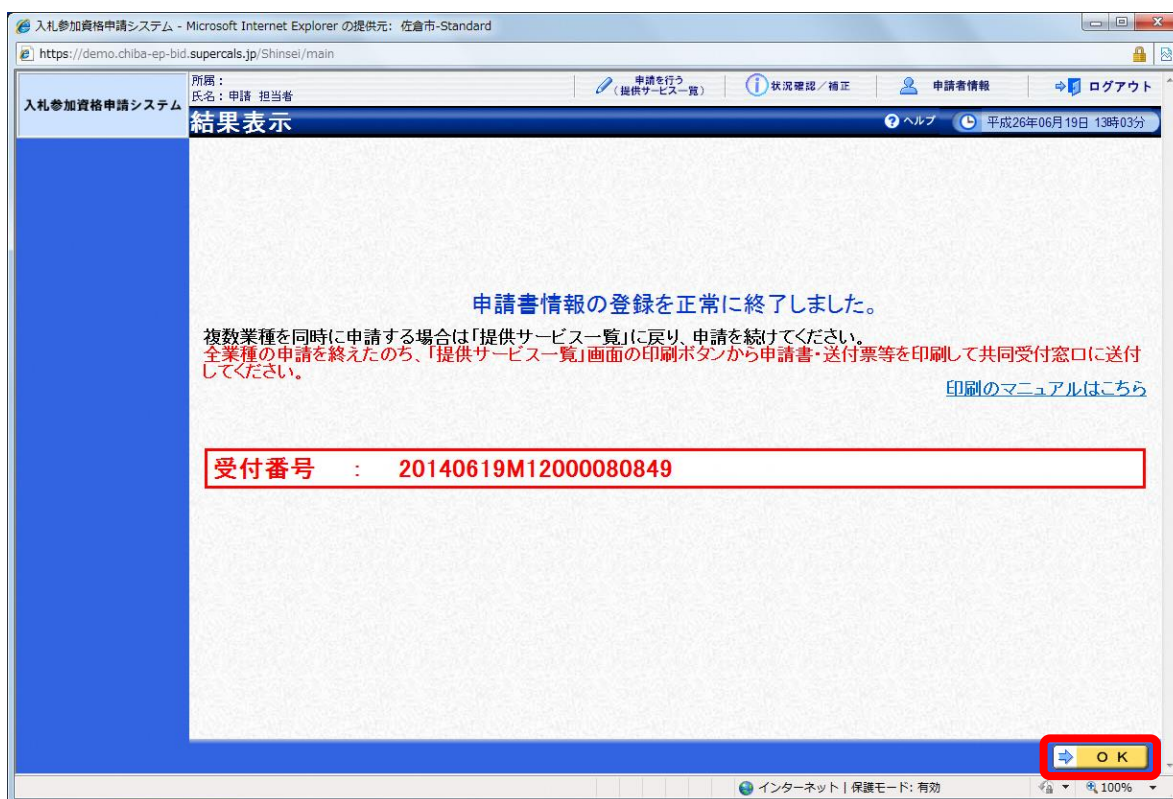 入札参加資格申請システム - Microsoft Internet Explorer の提供元: 佐倉市-Standard
https://demo.chiba-ep-bid.supercals.jp/Shinsei/main
入札参加資格申請システム
所属：
氏名：申請 担当者
申請を行う
（提供サービス一覧）
状況確認／補正
申請者情報
ログアウト
結果表示
ヘルプ
平成26年06月19日 13時03分
申請書情報の登録を正常に終了しました。
複数業種を同時に申請する場合は「提供サービス一覧」に戻り、申請を続けてください。
全業種の申請を終えたのち、「提供サービス一覧」画面の印刷ボタンから申請書・送付票等を印刷して共同受付窓口に送付
してください。
印刷のマニュアルはこちら
受付番号 ： 20140619M12000080849
ＯＫ
インターネット | 保護モード: 有効
100%